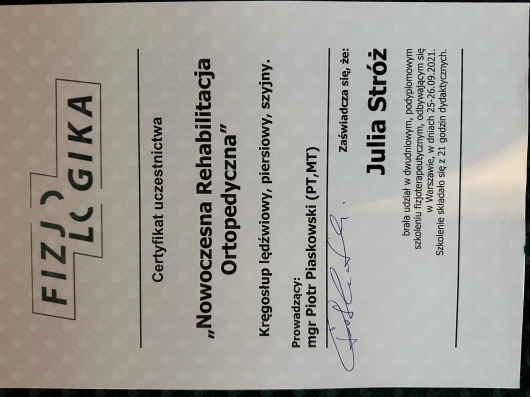 FIZJO
LOGIKA
Certyfikat uczestnictwa
„Nowoczesna Rehabilitacja
Ortopedyczna”
Kręgosłup lędźwiowy, piersiowy, szyjny.
Prowadzący:
mgr Piotr Piaskowski (PT,MT)
Zaświadcza się, że:
Julia Stróż
brała udział w dwudniowym, podyplomowym
szkoleniu fizjoterapeutycznym, odbywającym się
w Warszawie, w dniach 25-26.09.2021.
Szkolenie składało się z 21 godzin dydaktycznych.